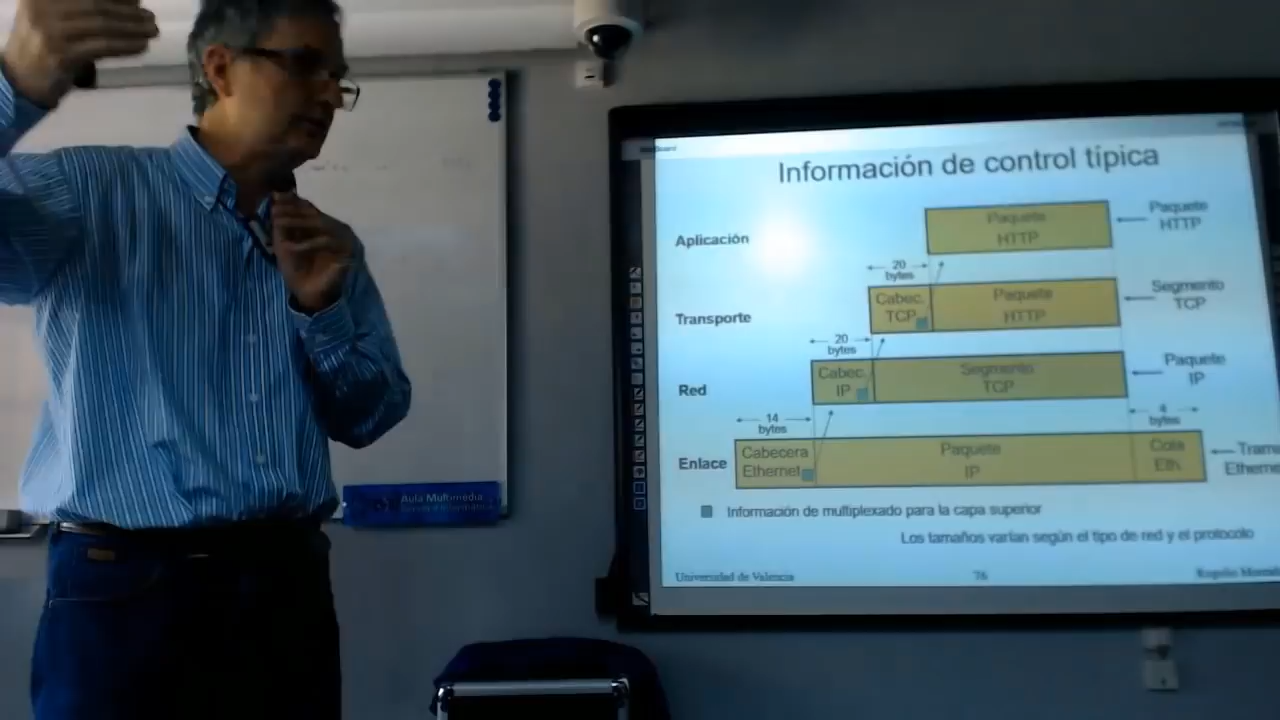 Información de control típica
Aplicación
Paquete
HTTP
Paquete
HTTP
20
bytes
Transporte
Cabec.
TCP
Paquete
HTTP
Segmento
TCP
20
bytes
Red
Cabec.
IP
Segmento
TCP
Paquete
IP
14
bytes
4
bytes
Enlace
Cabecera
Ethernet
Paquete
IP
Cola
Eth.
Información de multiplexado para la capa superior
Los tamaños varían según el tipo de red y el protocolo
Universidad de Valencia
76
Rogelio
Aula Multimedia